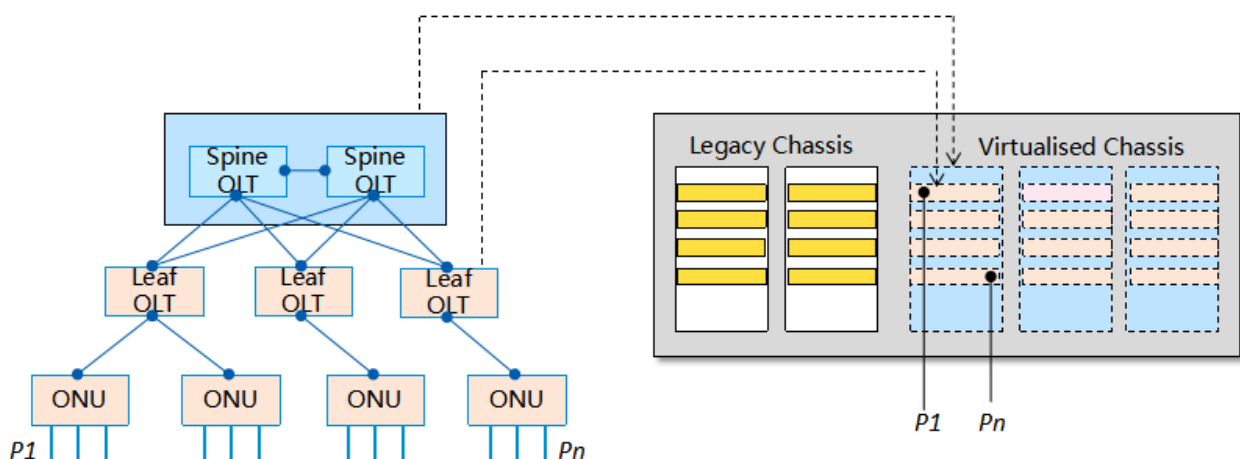 Legacy Chassis
Virtualised Chassis
Spine
OLT
Spine
OLT
Leaf
OLT
Leaf
OLT
Leaf
OLT
ONU
ONU
ONU
ONU
P1
Pn
P1
Pn